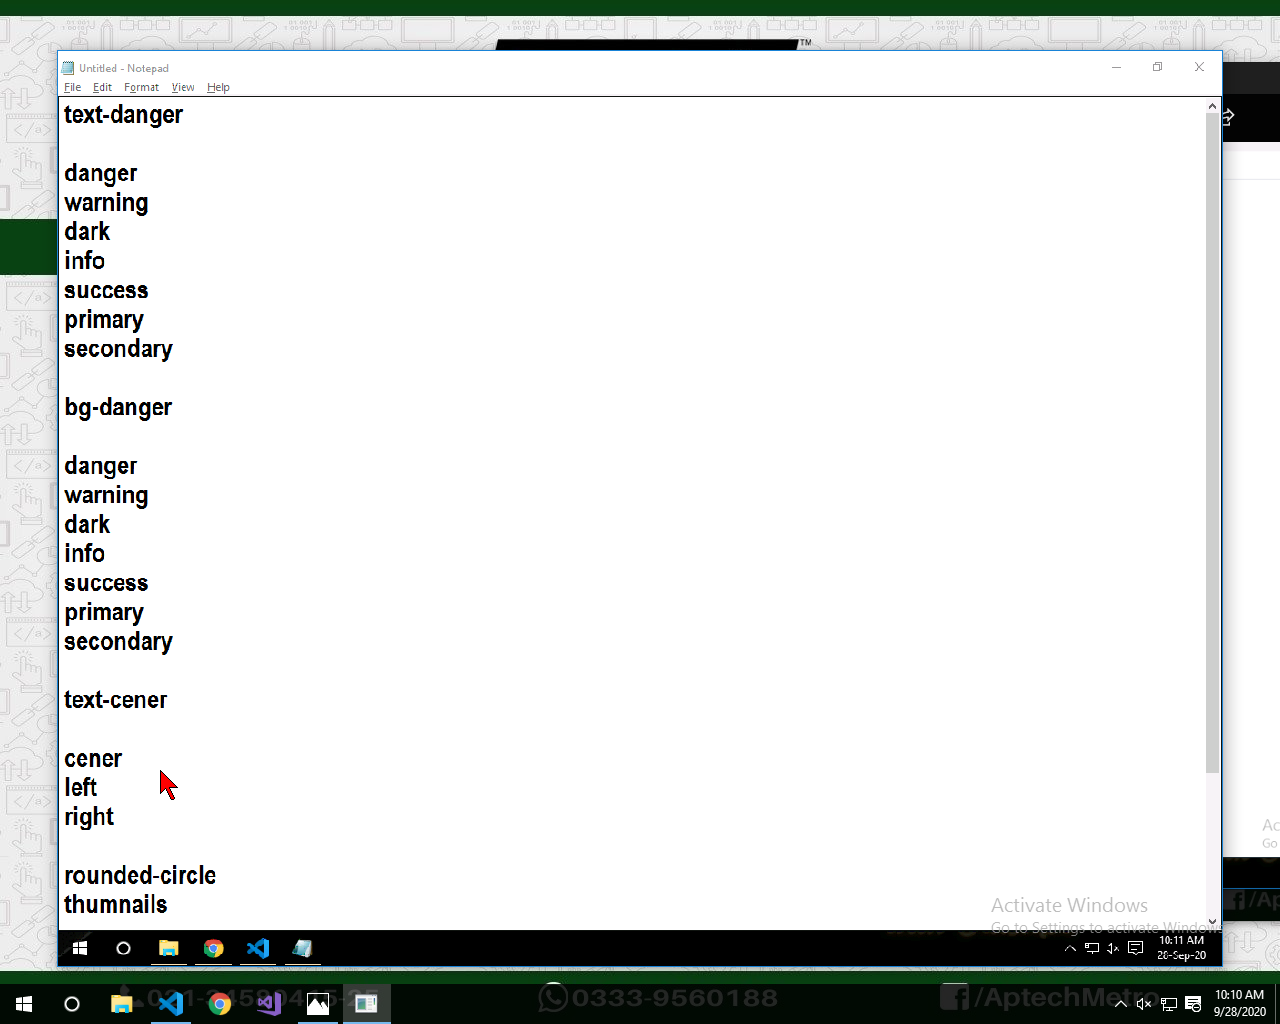 TM
Untitled - Notepad
File Edit Format View Help
text-danger
danger
warning
dark
info
success
primary
secondary
bg-danger
danger
warning
dark
info
success
primary
secondary
text-cener
cener
left
right
rounded-circle
thumnails
Activate Windows
Go to Settings to activate Windows
10:11 AM
28-Sep-20
0333-9560188
/AptechMetro
10:10 AM
9/28/2020